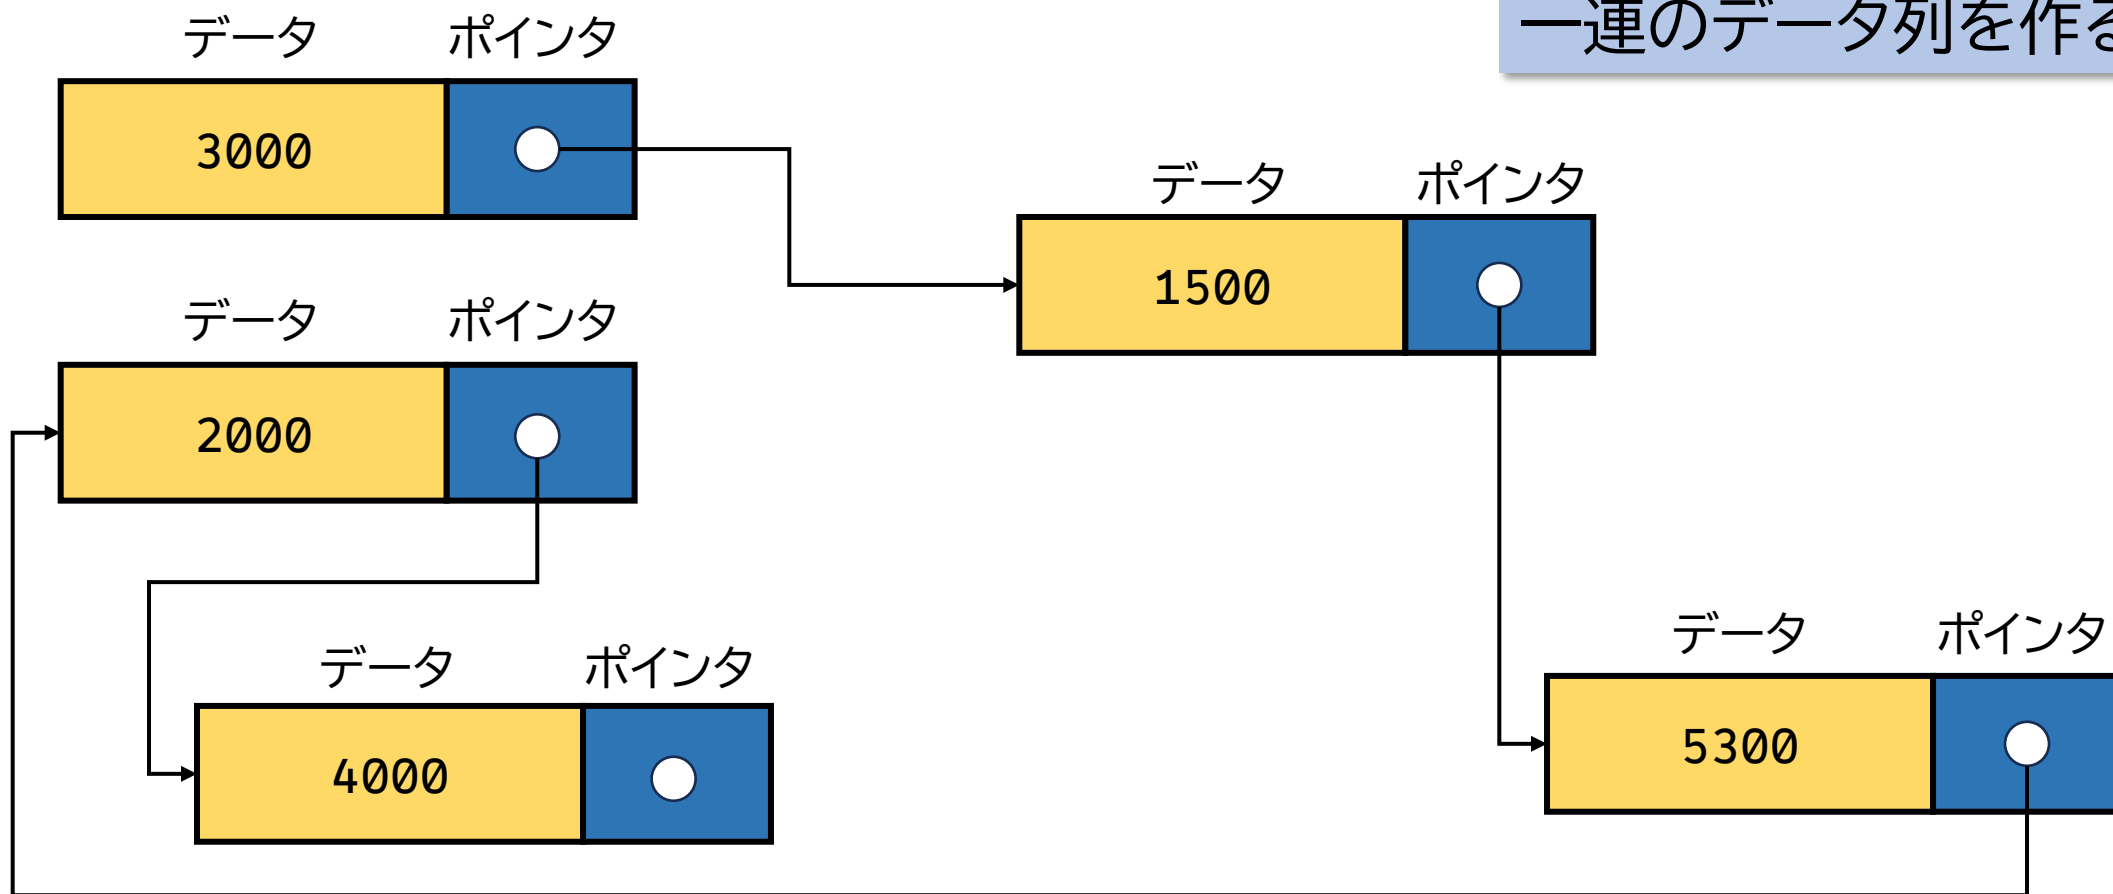 一連のデータ列を作る
データ ポインタ
3000
データ ポインタ
1500
データ ポインタ
2000
データ ポインタ
5300
データ ポインタ
4000